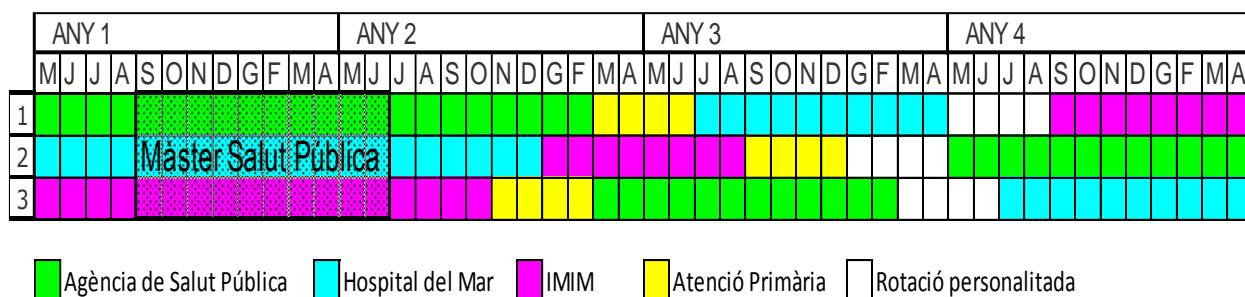 ANY 1 ANY 2 ANY 3 ANY 4
M J J A S O N D G F M A M J J A S O N D G F M A M J J A S O N D G F M A M J J A S O N D G F M A
1
2 Màster Salut Pública
3
Agència de Salut Pública Hospital del Mar IMIM Atenció Primària Rotació personalitada